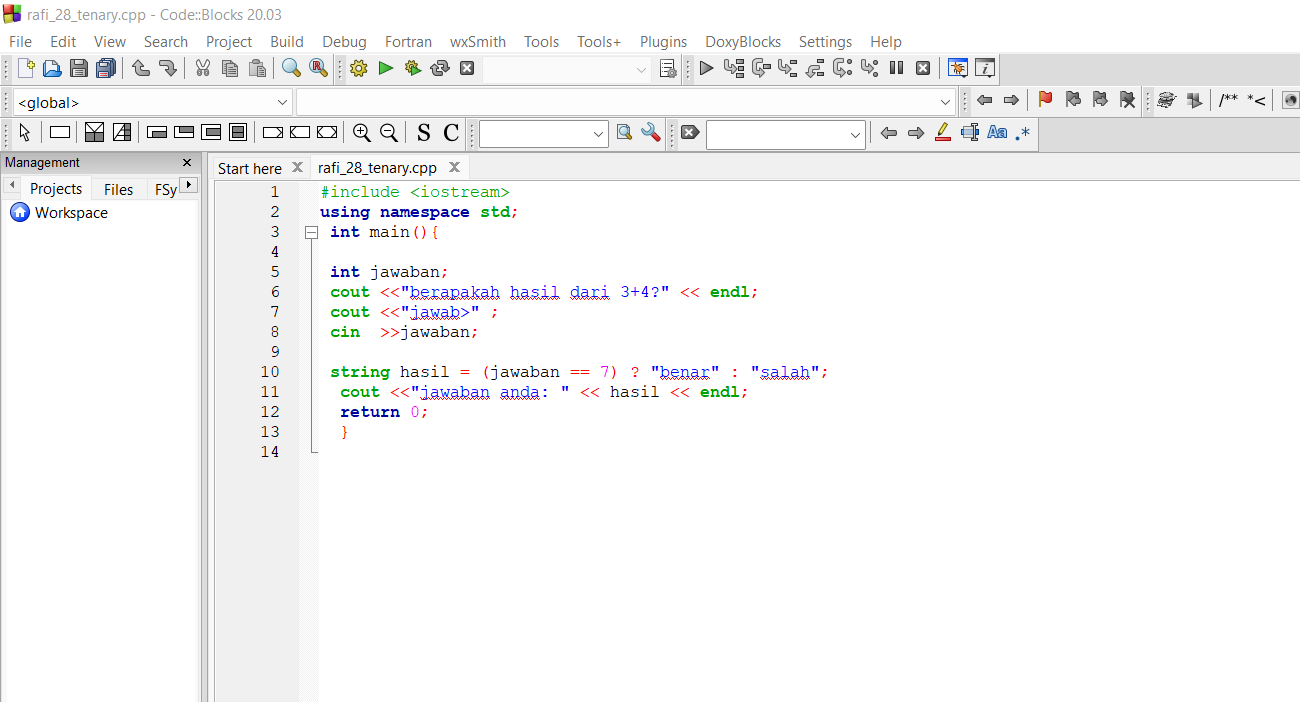 rafi_28_tenary.cpp - Code::Blocks 20.03
File Edit View Search Project Build Debug Fortran wxSmith Tools Tools+ Plugins DoxyBlocks Settings Help
<global>
/** *<
S C
Aa .*
Management
Projects Files FSy
Workspace
Start here rafi_28_tenary.cpp
1 #include <iostream>
2 using namespace std;
3 int main(){
4
5 int jawaban;
6 cout <<"berapakah hasil dari 3+4?" << endl;
7 cout <<"jawab>" ;
8 cin  >>jawaban;
9
10 string hasil = (jawaban == 7) ? "benar" : "salah";
11 cout <<"jawaban anda: " << hasil << endl;
12 return 0;
13 }
14